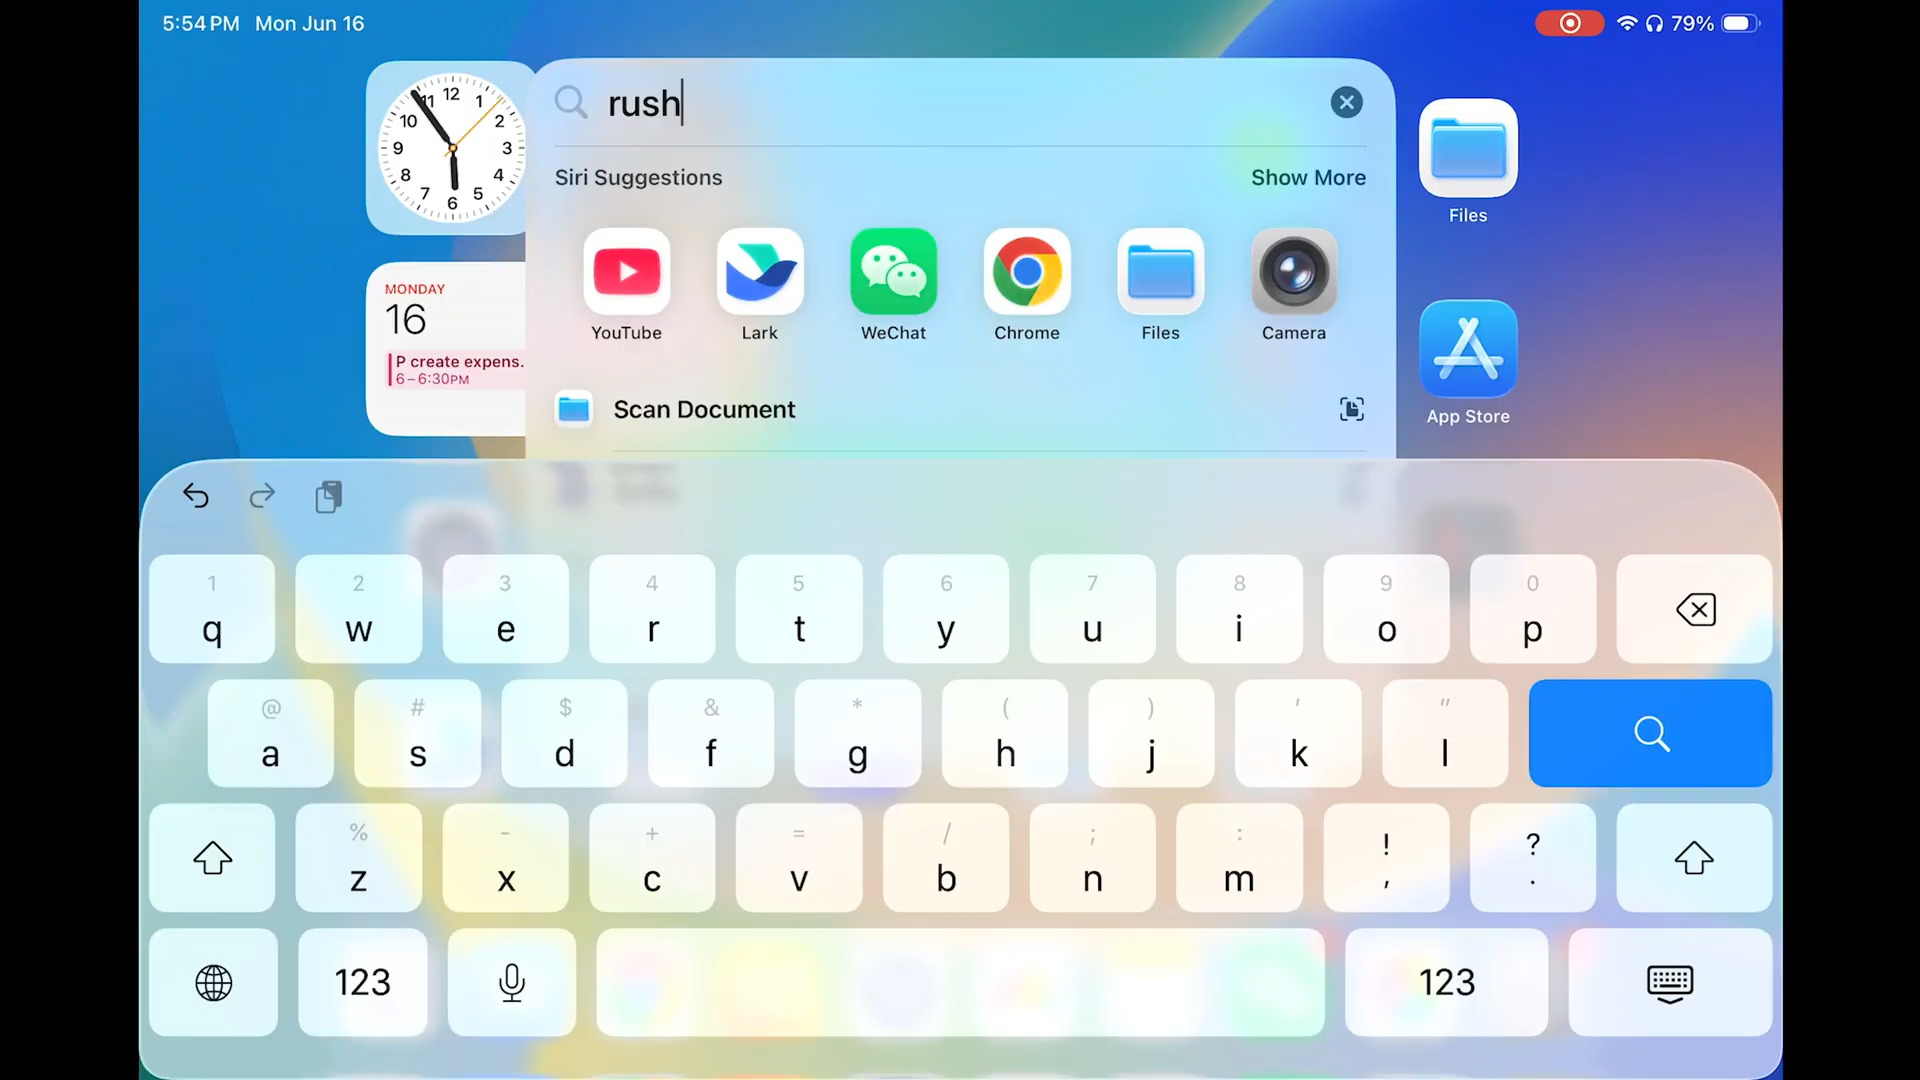 5:54 PM Mon Jun 16
79%
12
11 1
10 2
9 3
8 4
7 5
6
MONDAY
16
P create expens.
6–6:30PM
rush
Siri Suggestions
Show More
YouTube
Lark
WeChat
Chrome
Files
Camera
Scan Document
Files
App Store
1 2 3 4 5 6 7 8 9 0
q w e r t y u i o p
@ # $ & * ( ) ' "
a s d f g h j k l
% - + = / ; : ! ?
z x c v b n m , .
123
123